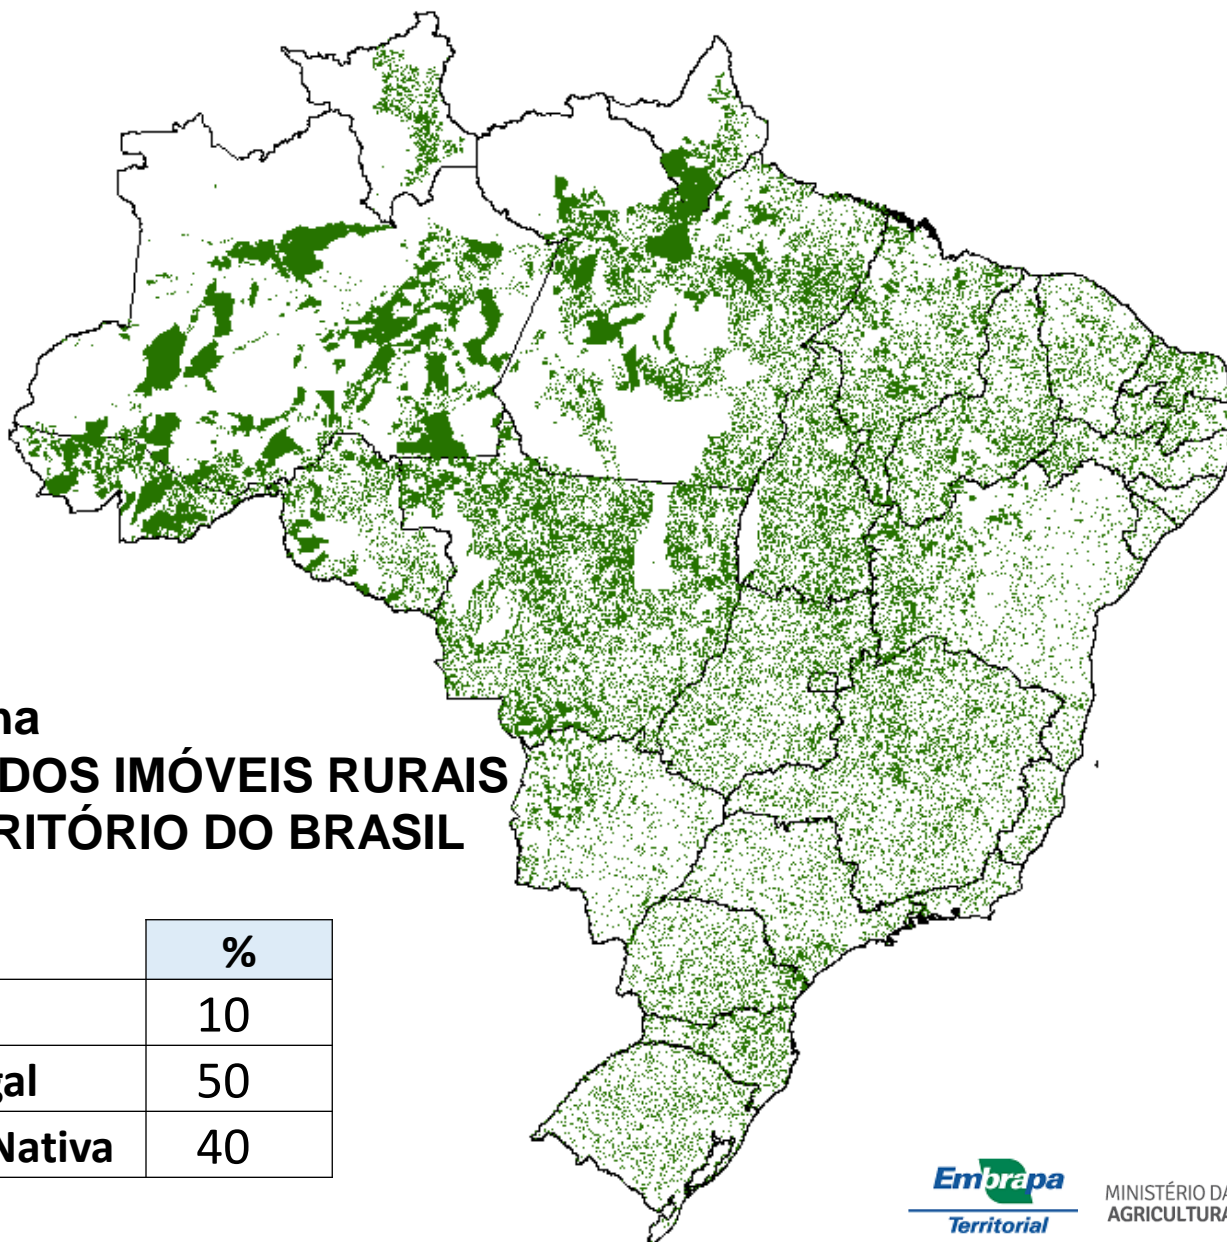 na
DOS IMÓVEIS RURAIS
RITÓRIO DO BRASIL
%
10
gal 50
Nativa 40
Embrapa
Territorial
MINISTÉRIO DA
AGRICULTURA